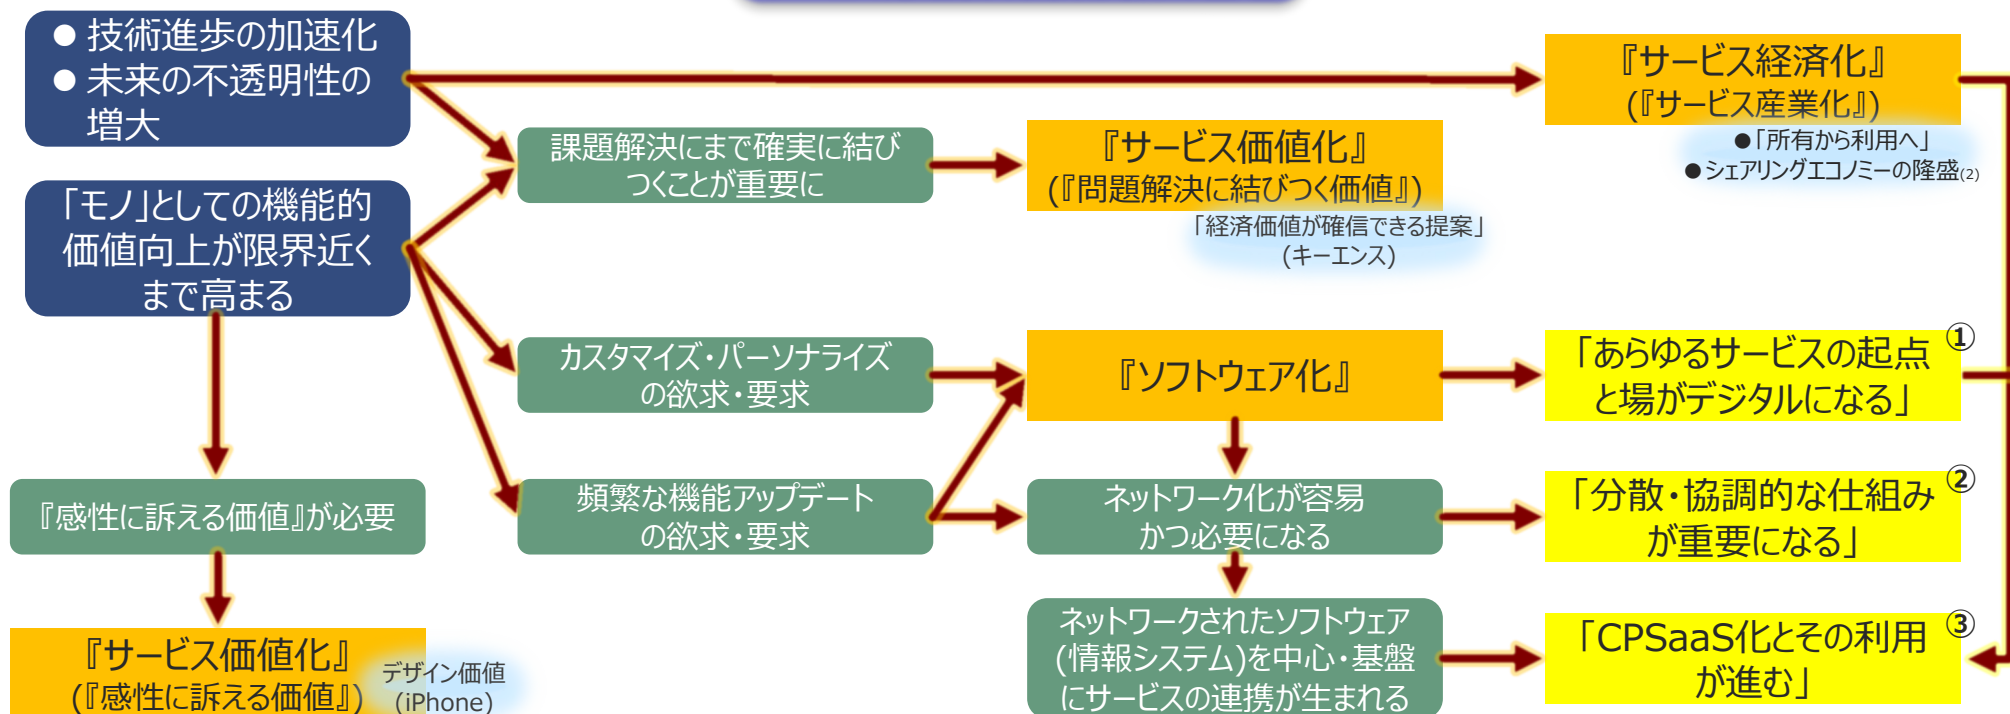 ● 技術進歩の加速化
● 未来の不透明性の
増大
「モノ」としての機能的
価値向上が限界近く
まで高まる
『感性に訴える価値』が必要
『サービス価値化』
(『感性に訴える価値』)
デザイン価値
(iPhone)
課題解決にまで確実に結び
つくことが重要に
カスタマイズ・パーソナライズ
の欲求・要求
頻繁な機能アップデート
の欲求・要求
『サービス価値化』
(『問題解決に結びつく価値』)
「経済価値が確信できる提案」
(キーエンス)
『ソフトウェア化』
ネットワーク化が容易
かつ必要になる
ネットワークされたソフトウェア
(情報システム)を中心・基盤
にサービスの連携が生まれる
『サービス経済化』
(『サービス産業化』)
●「所有から利用へ」
● シェアリングエコノミーの隆盛(2)
「あらゆるサービスの起点 ①
と場がデジタルになる」
「分散・協調的な仕組み ②
が重要になる」
「CPSaaS化とその利用 ③
が進む」